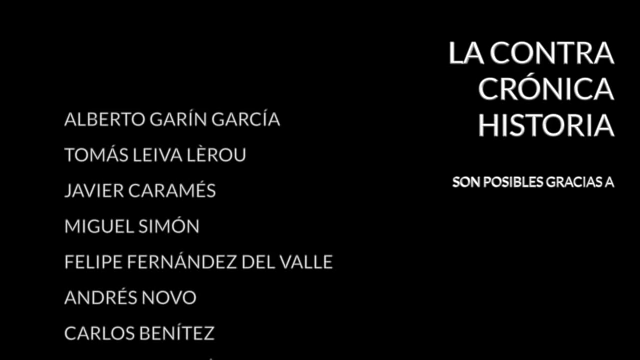 LA CONTRA
CRÓNICA
HISTORIA
SON POSIBLES GRACIAS A
ALBERTO GARÍN GARCÍA
TOMÁS LEIVA LÈROU
JAVIER CARAMÉS
MIGUEL SIMÓN
FELIPE FERNÁNDEZ DEL VALLE
ANDRÉS NOVO
CARLOS BENÍTEZ